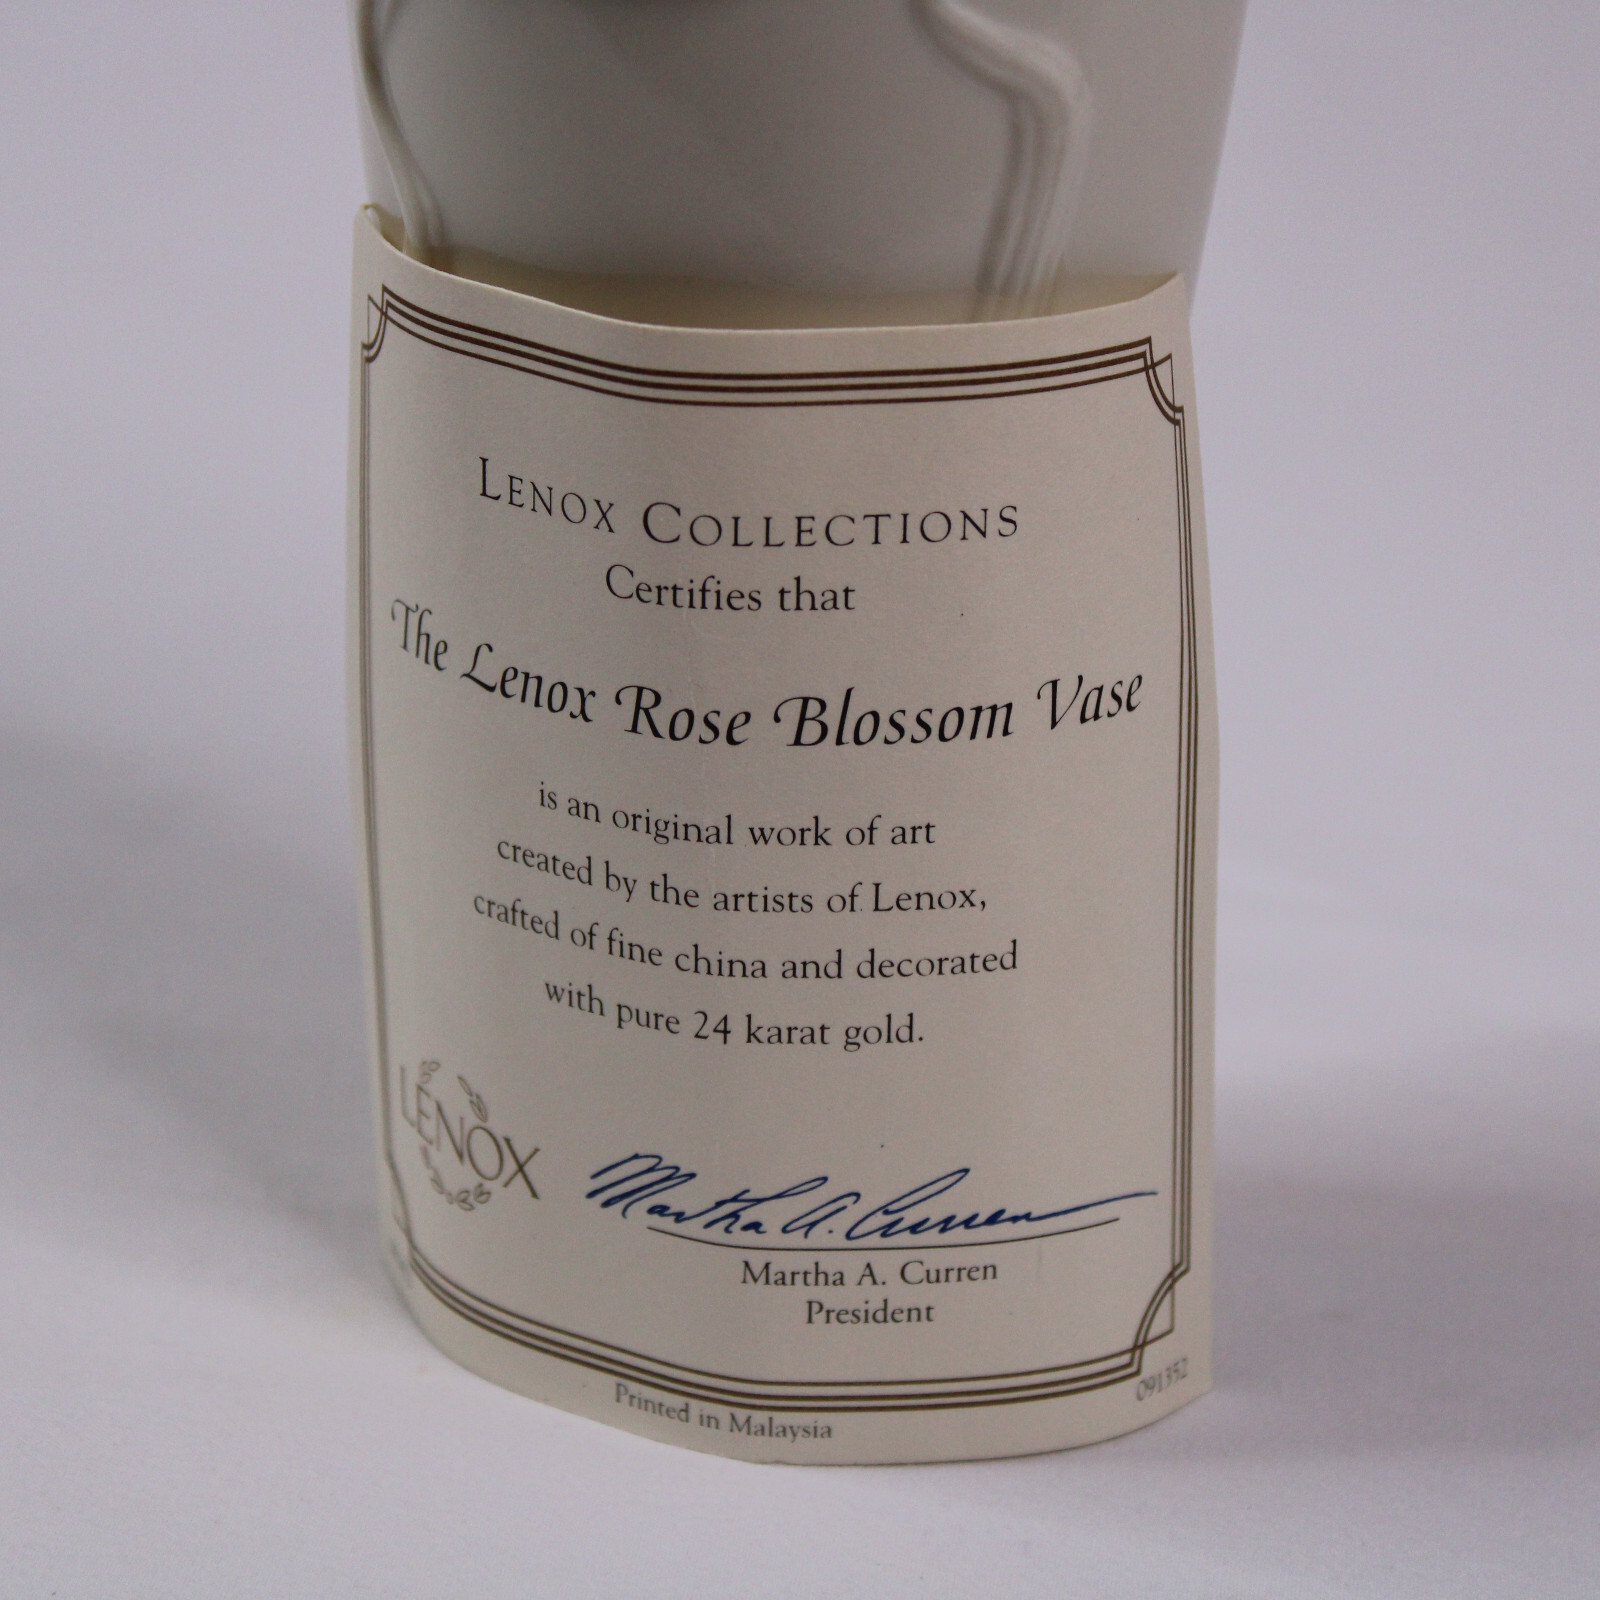 LENOX COLLECTIONS
Certifies that
The Lenox Rose Blossom Vase
is an original work of art
created by the artists of Lenox,
crafted of fine china and decorated
with pure 24 karat gold.
LENOX
Martha A. Curren
Martha A. Curren
President
Printed in Malaysia
091352